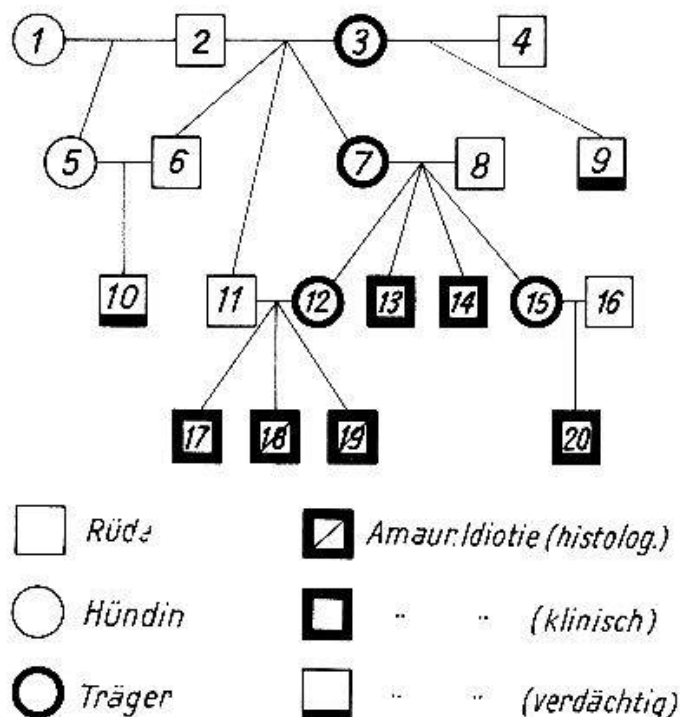 1 2 3 4
5 6 7 8 9
10 11 12 13 14 15 16
17 18 19 20
Rüde Amaur. Idiotie (histolog.)
Hündin " " (klinisch)
Träger " " (verdächtig)